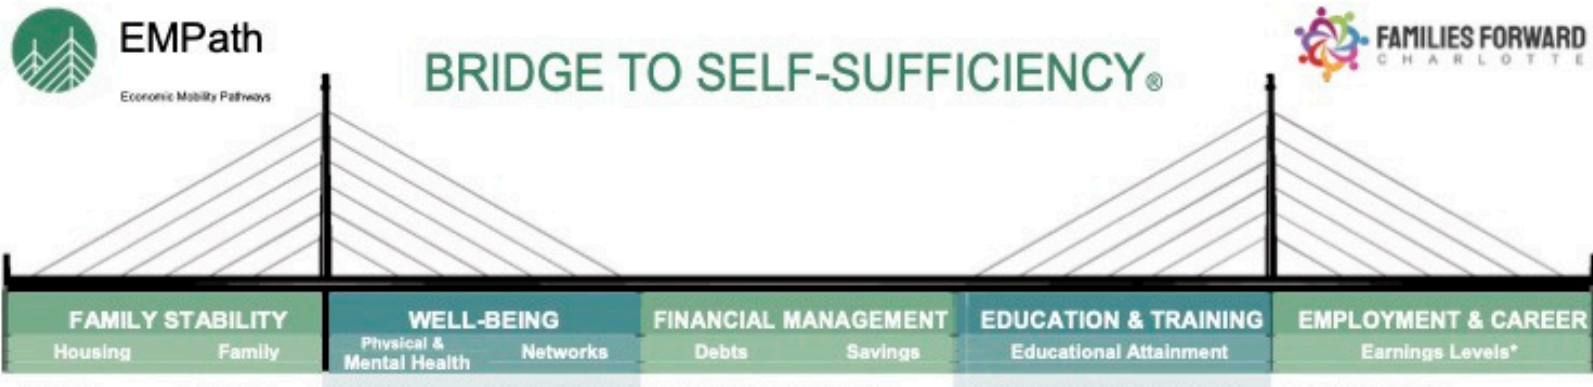 EMPath
Economic Mobility Pathways
BRIDGE TO SELF-SUFFICIENCY®
FAMILIES FORWARD
CHARLOTTE
FAMILY STABILITY
Housing Family
WELL-BEING
Physical &
Mental Health Networks
FINANCIAL MANAGEMENT
Debts Savings
EDUCATION & TRAINING
Educational Attainment
EMPLOYMENT & CAREER
Earnings Levels*